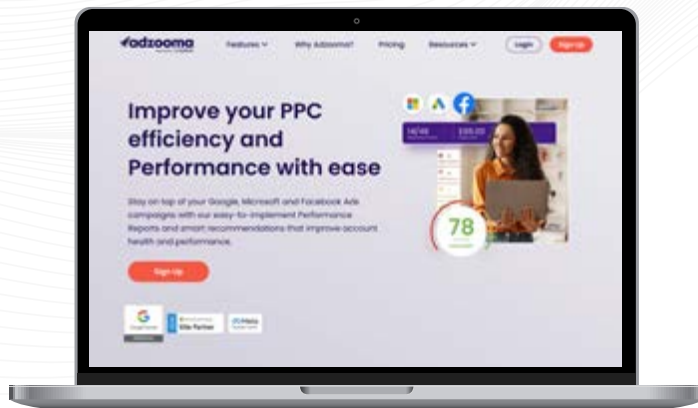 adzooma
Features Why Adzooma? Pricing Resources Login Sign Up
Improve your PPC
efficiency and
Performance with ease
Stay on top of your Google, Microsoft and Facebook Ads
campaigns with our easy-to-implement Performance
Reports and smart recommendations that improve account
health and performance.
Sign Up
78
Elite Partner
Meta